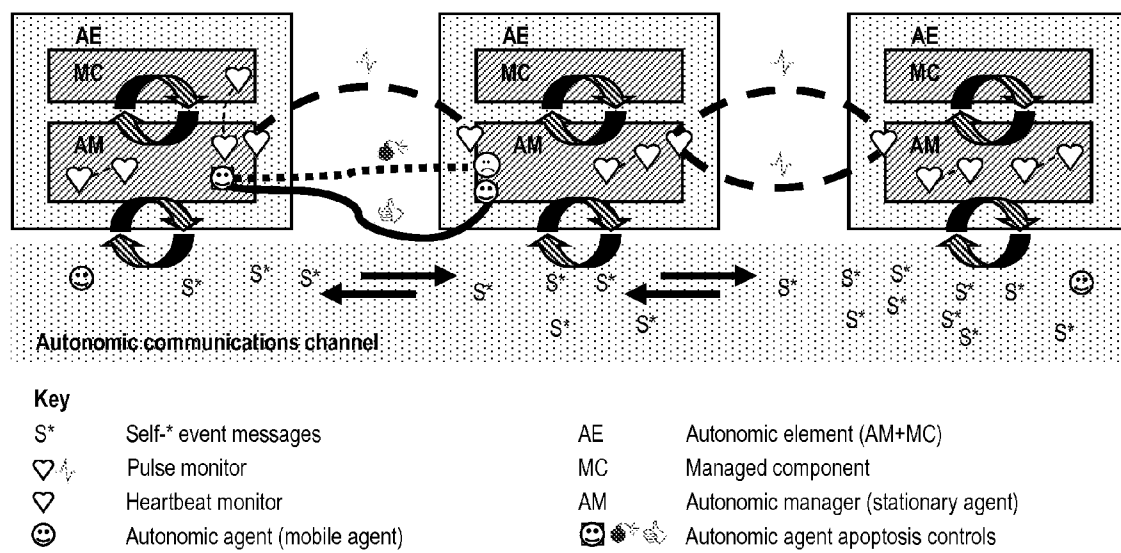 AE AE AE
MC MC MC
AM AM AM
S* S* S* S* S* S* S* S* S* S* S*
S* S* S* S* S* S* S*
Autonomic communications channel
Key
S* Self-* event messages AE Autonomic element (AM+MC)
Pulse monitor MC Managed component
Heartbeat monitor AM Autonomic manager (stationary agent)
Autonomic agent (mobile agent) Autonomic agent apoptosis controls